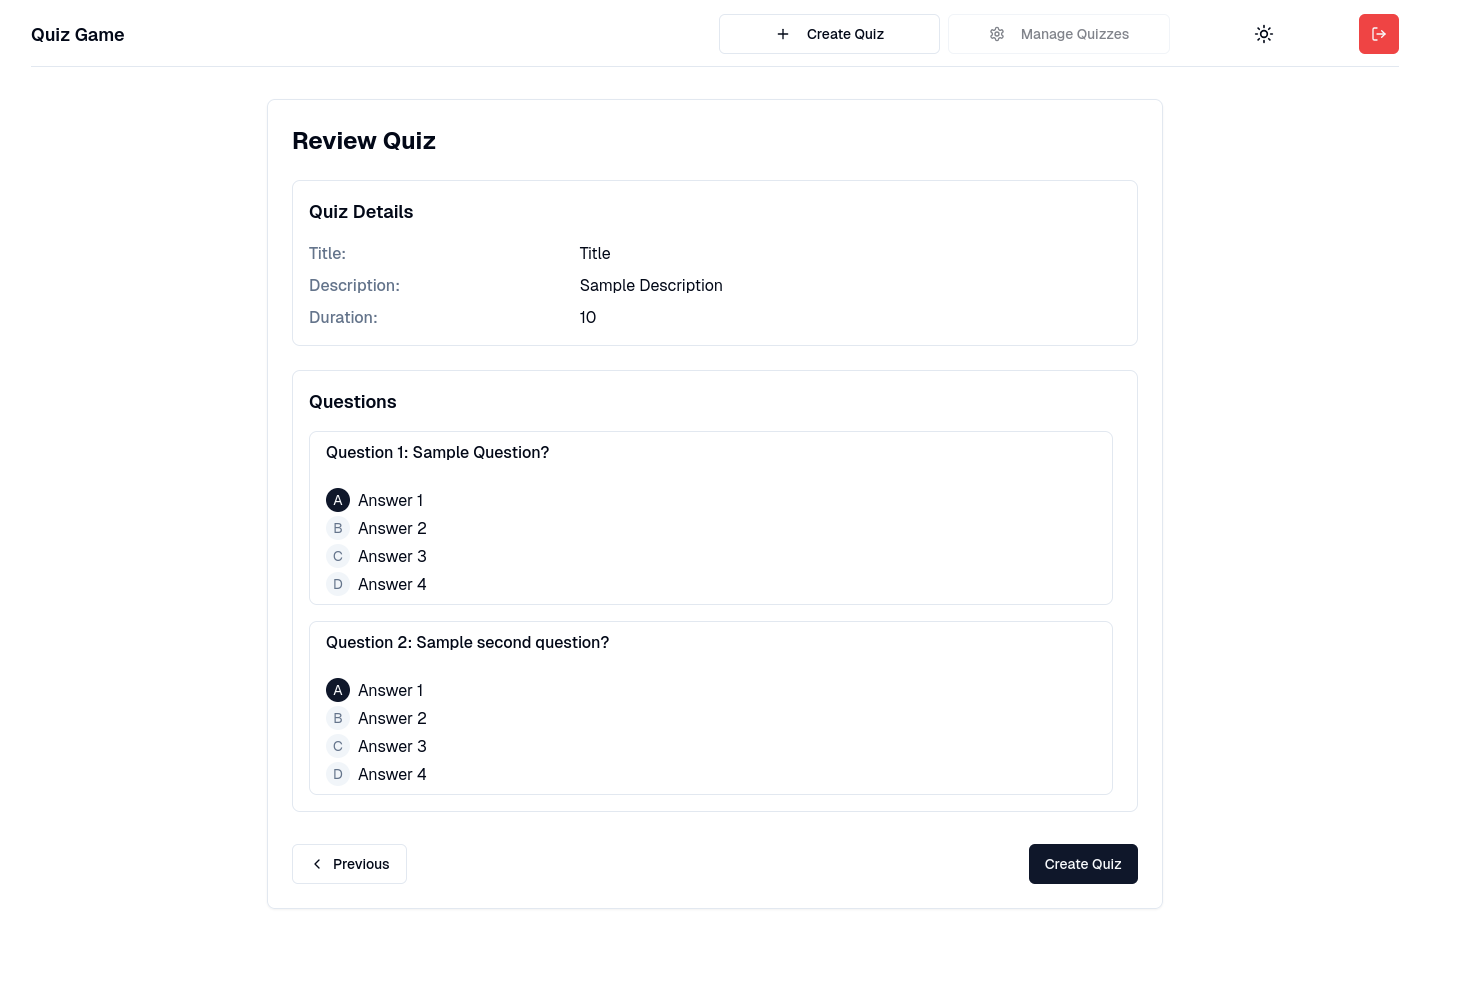 Quiz Game
Create Quiz
Manage Quizzes
Review Quiz
Quiz Details
Title: Title
Description: Sample Description
Duration: 10
Questions
Question 1: Sample Question?
A Answer 1
B Answer 2
C Answer 3
D Answer 4
Question 2: Sample second question?
A Answer 1
B Answer 2
C Answer 3
D Answer 4
Previous
Create Quiz